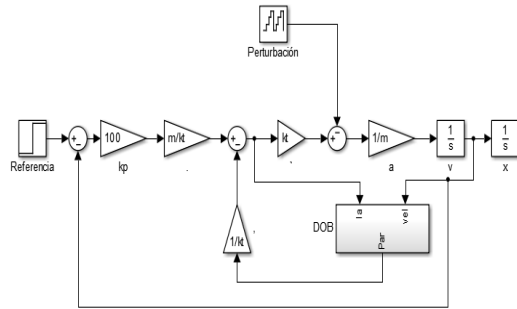 Perturbación
100
m/kt
kt
1/m
1
s
1
s
Referencia
kp
.
'
a
v
x
1/kt
'
DOB
Ia
vel
Par